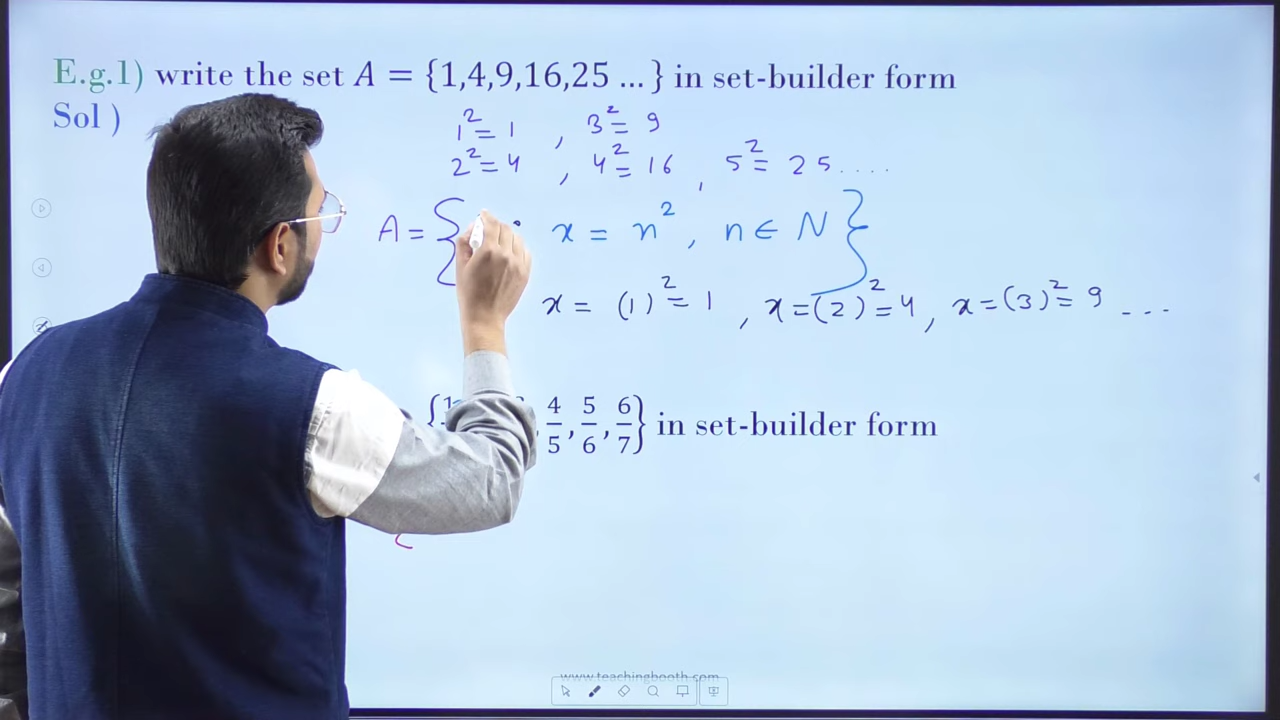 E.g.1) write the set A = {1,4,9,16,25 ...} in set-builder form
Sol )
1² = 1 , 3² = 9
2² = 4 , 4² = 16 , 5² = 25 ....
A = { : x = n² , n ∈ N }
x = (1)² = 1 , x = (2)² = 4 , x = (3)² = 9 ...
4/5, 5/6, 6/7} in set-builder form
www.teachingbooth.com